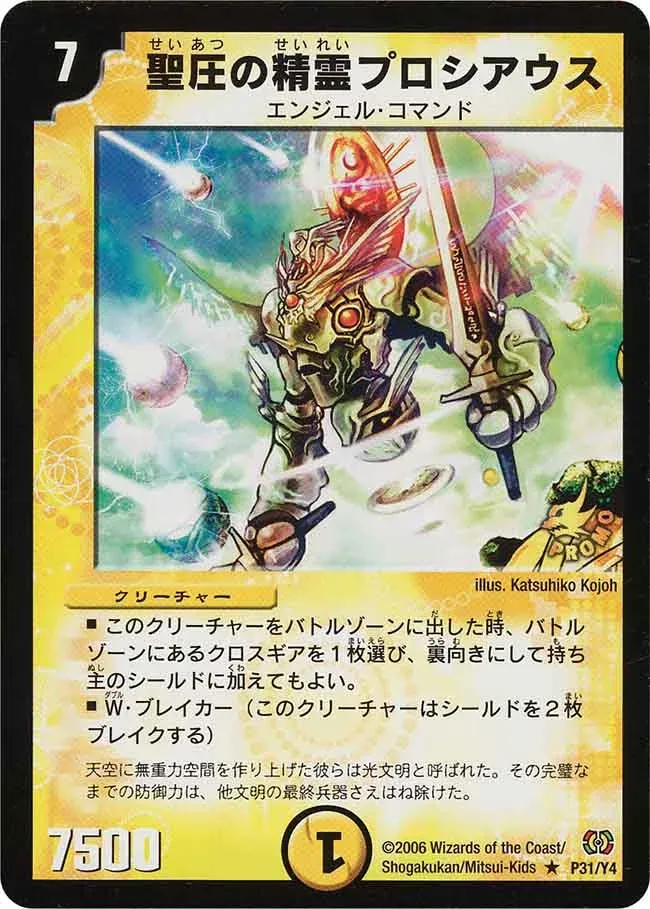 7
せいあつ せいれい
聖圧の精霊プロシアウス
エンジェル・コマンド
PROMO
illus. Katsuhiko Kojoh
クリーチャー
■ このクリーチャーをバトルゾーンに出した時、バトル
ゾーンにあるクロスギアを1枚選び、裏向きにして持ち
主のシールドに加えてもよい。
■ W・ブレイカー(このクリーチャーはシールドを2枚
ブレイクする)
天空に無重力空間を作り上げた彼らは光文明と呼ばれた。その完璧な
までの防御力は、他文明の最終兵器さえはね除けた。
7500
1
©2006 Wizards of the Coast/
Shogakukan/Mitsui-Kids ★ P31/Y4